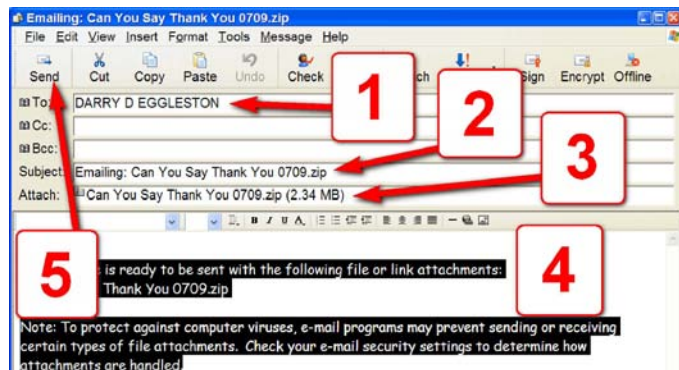 Emailing: Can You Say Thank You 0709.zip
File Edit View Insert Format Tools Message Help
Send Cut Copy Paste Undo Check Sign Encrypt Offline
To: DARRY D EGGLESTON
Cc:
Bcc:
Subject: Emailing: Can You Say Thank You 0709.zip
Attach: Can You Say Thank You 0709.zip (2.34 MB)
B I U A
1
2
3
4
5
is ready to be sent with the following file or link attachments:
Thank You 0709.zip
Note: To protect against computer viruses, e-mail programs may prevent sending or receiving
certain types of file attachments. Check your e-mail security settings to determine how
attachments are handled.